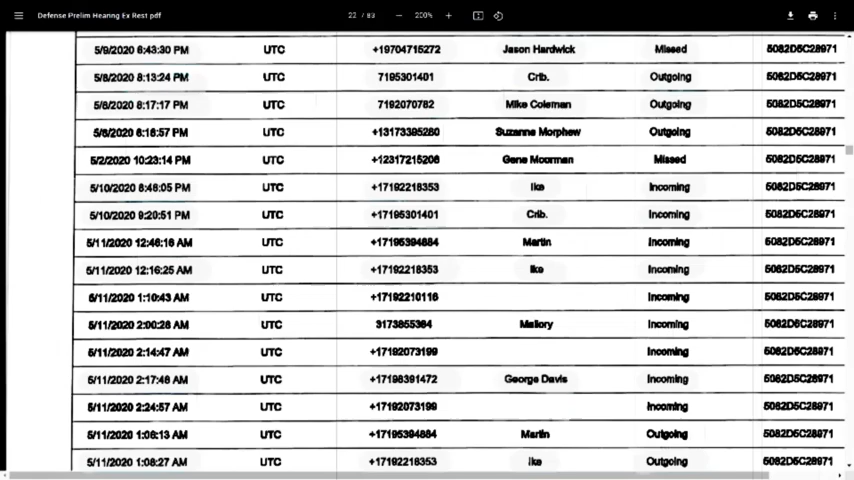 Defense Prelim Hearing Ex Rest pdf 22 / 83 200%
5/9/2020 6:43:30 PM UTC +19704715272 Jason Hardwick Missed 5082D5C28971
5/8/2020 8:13:24 PM UTC 7195301401 Crib. Outgoing 5082D5C28971
5/8/2020 8:17:17 PM UTC 7192070782 Mike Coleman Outgoing 5082D5C28971
5/6/2020 6:16:57 PM UTC +13173395280 Suzanne Morphew Outgoing 5082D5C28971
5/2/2020 10:23:14 PM UTC +12317215206 Gene Moorman Missed 5082D5C28971
5/10/2020 8:46:05 PM UTC +17192218353 Ike Incoming 5082D5C28971
5/10/2020 9:20:51 PM UTC +17195301401 Crib. Incoming 5082D5C28971
5/11/2020 12:46:16 AM UTC +17195394884 Martin Incoming 5082D5C28971
5/11/2020 12:16:25 AM UTC +17192218353 Ike Incoming 5082D5C28971
5/11/2020 1:10:43 AM UTC +17192210116 Incoming 5082D5C28971
5/11/2020 2:00:28 AM UTC 3173855364 Mallory Incoming 5082D5C28971
5/11/2020 2:14:47 AM UTC +17192073199 Incoming 5082D5C28971
5/11/2020 2:17:46 AM UTC +17198391472 George Davis Incoming 5082D5C28971
5/11/2020 2:24:57 AM UTC +17192073199 Incoming 5082D5C28971
5/11/2020 1:06:13 AM UTC +17195394884 Martin Outgoing 5082D5C28971
5/11/2020 1:08:27 AM UTC +17192218353 Ike Outgoing 5082D5C28971